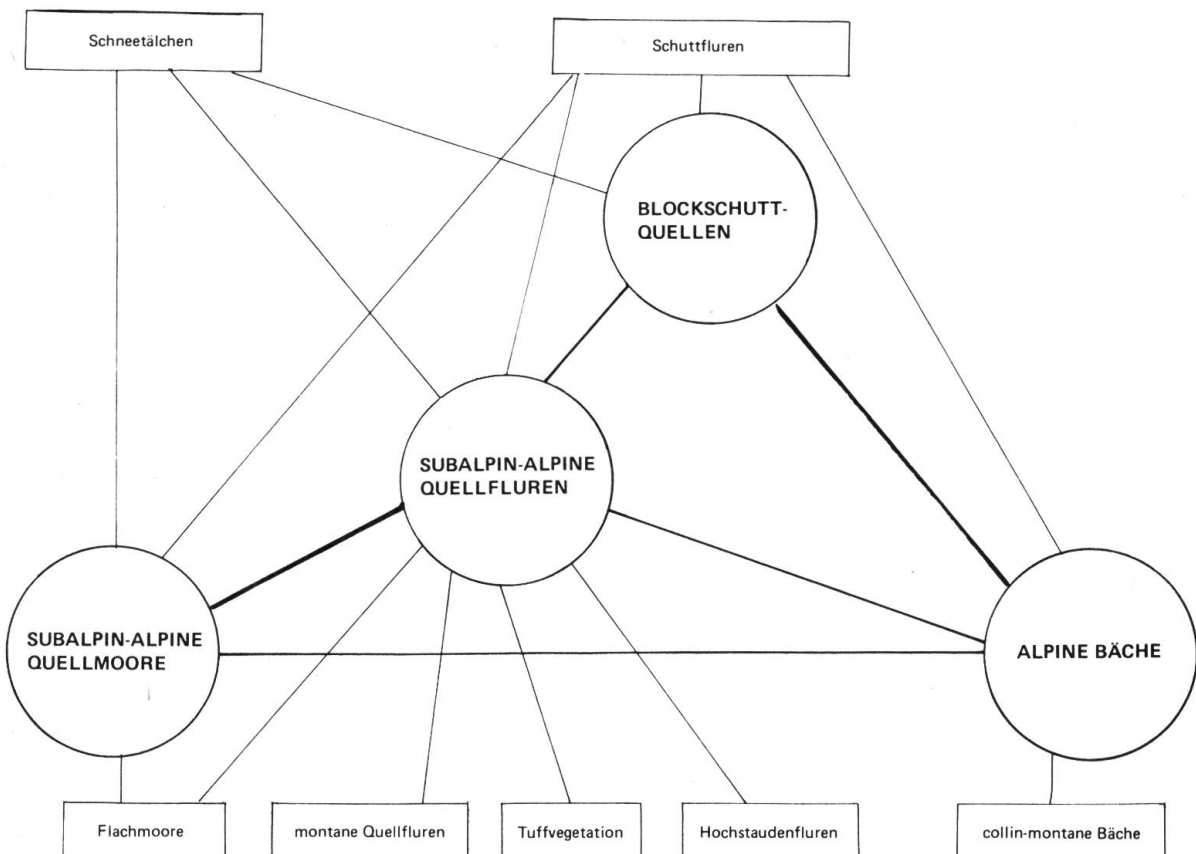 Schneetälchen
Schuttfluren
BLOCKSCHUTT-
QUELLEN
SUBALPIN-ALPINE
QUELLFLUREN
SUBALPIN-ALPINE
QUELLMOORE
ALPINE BÄCHE
Flachmoore
montane Quellfluren
Tuffvegetation
Hochstaudenfluren
collin-montane Bäche